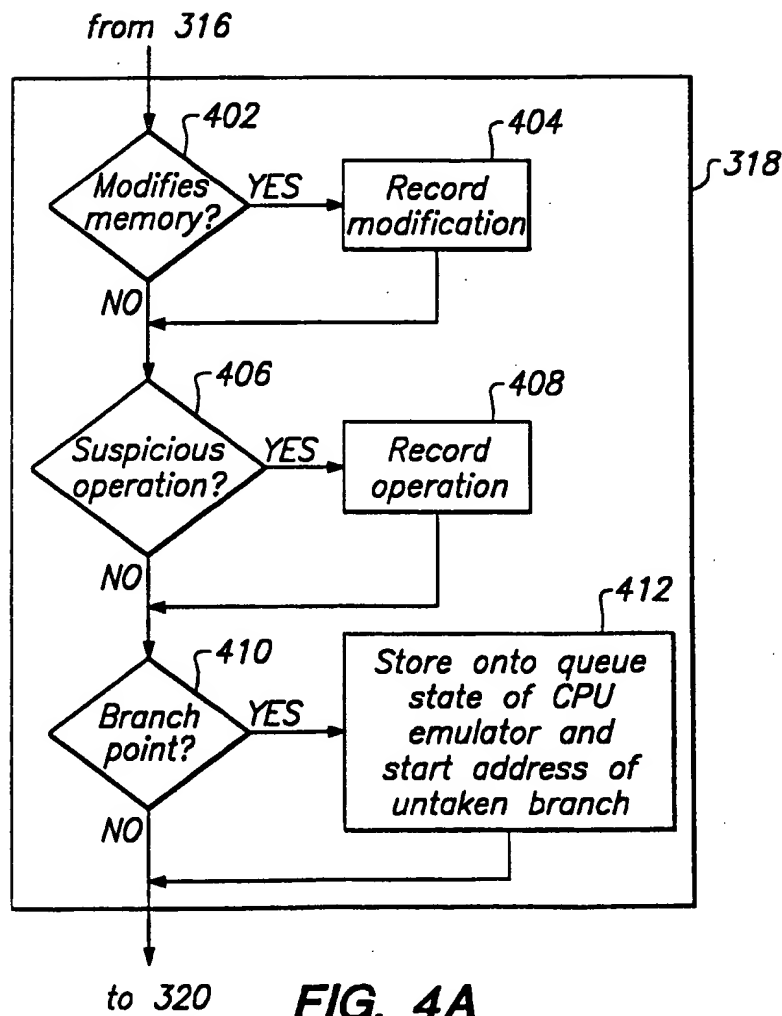 from 316
402
404
318
Modifies
memory?
YES
Record
modification
NO
406
408
Suspicious
operation?
YES
Record
operation
NO
412
410
Branch
point?
YES
Store onto queue
state of CPU
emulator and
start address of
untaken branch
NO
to 320
FIG. 4A